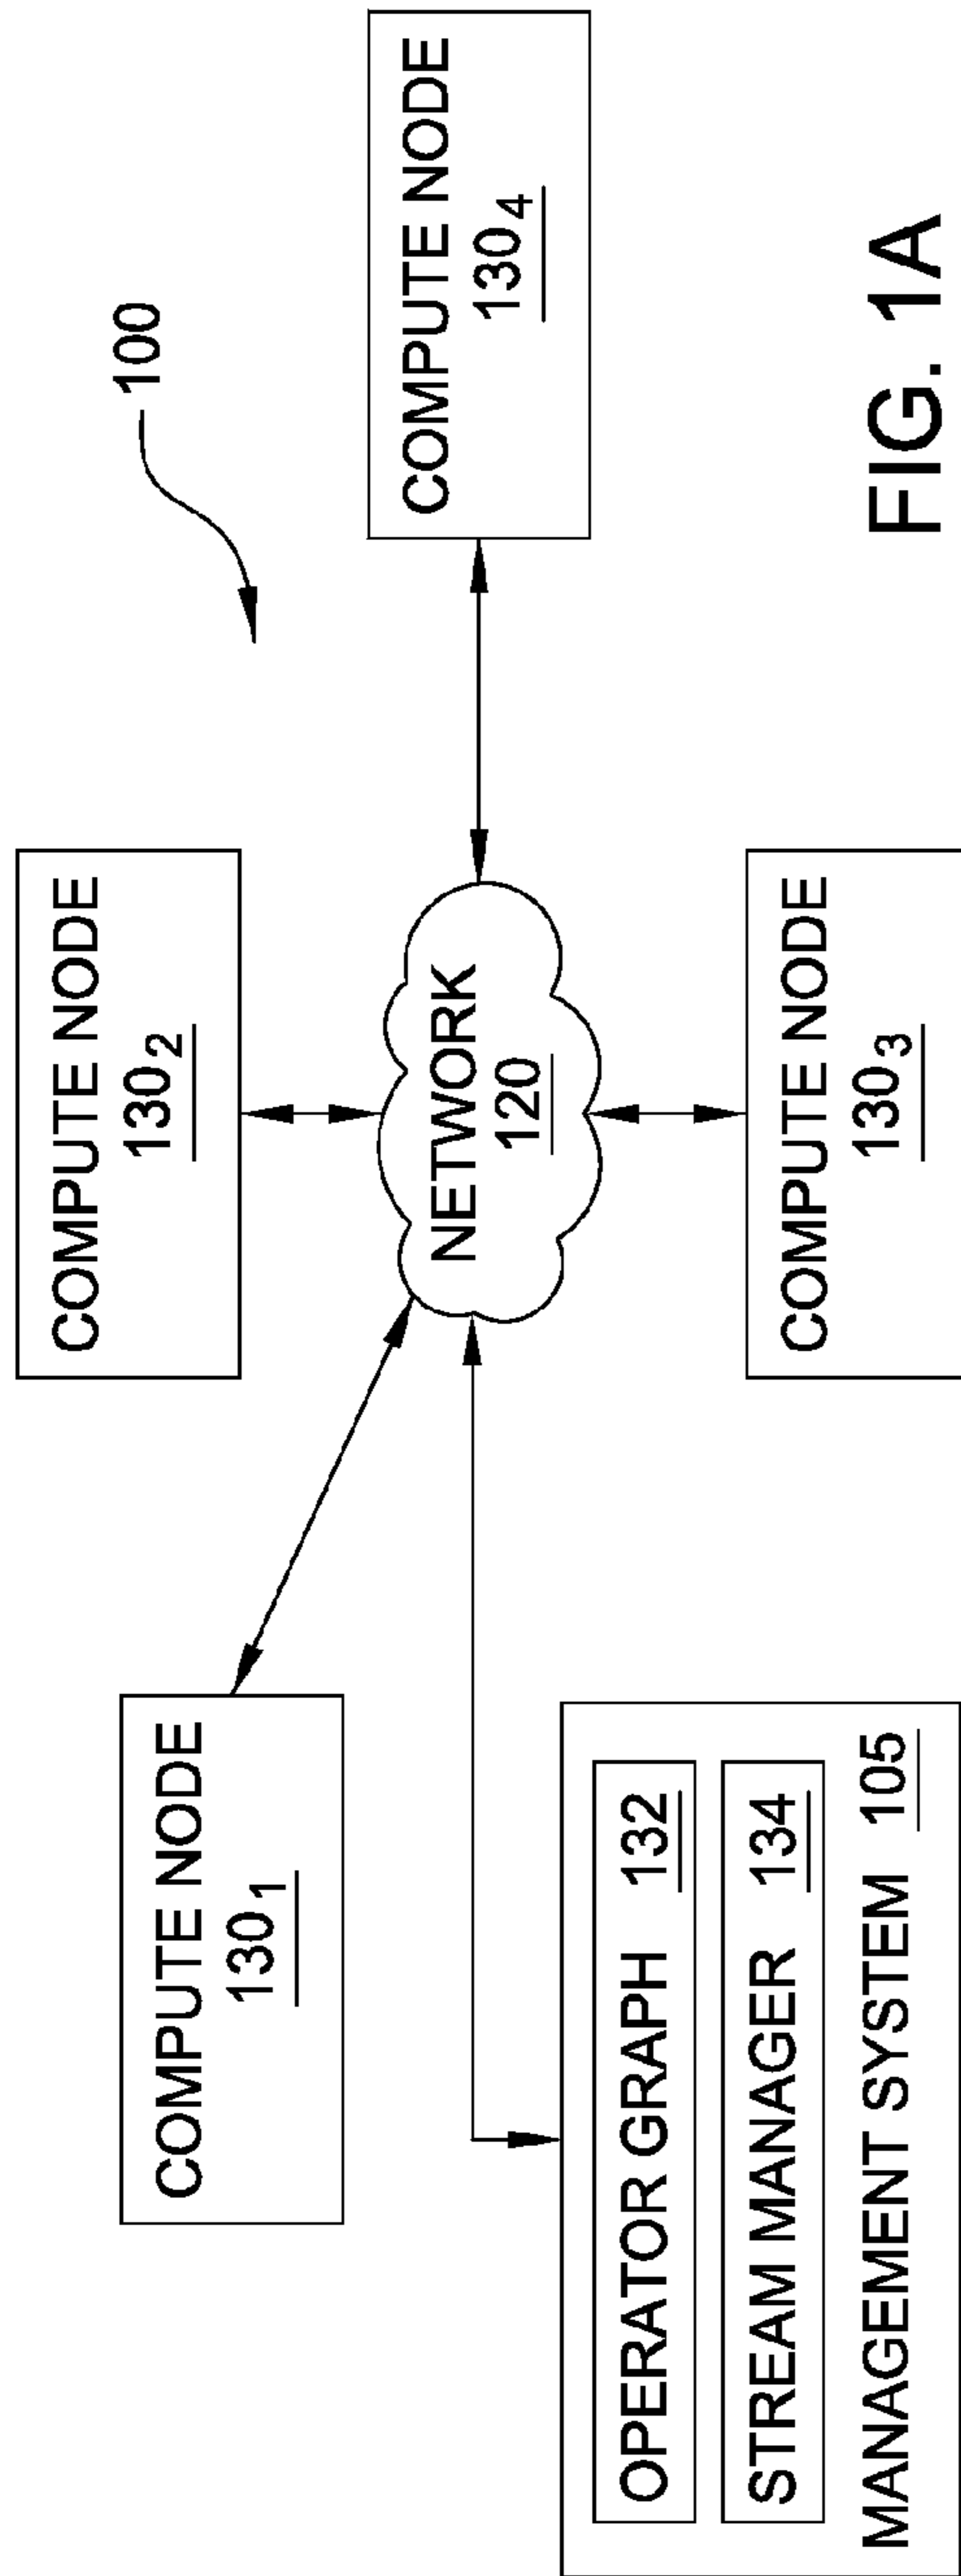 100
COMPUTE NODE
130₁
COMPUTE NODE
130₂
COMPUTE NODE
130₄
NETWORK
120
OPERATOR GRAPH 132
STREAM MANAGER 134
MANAGEMENT SYSTEM 105
COMPUTE NODE
130₃
FIG. 1A